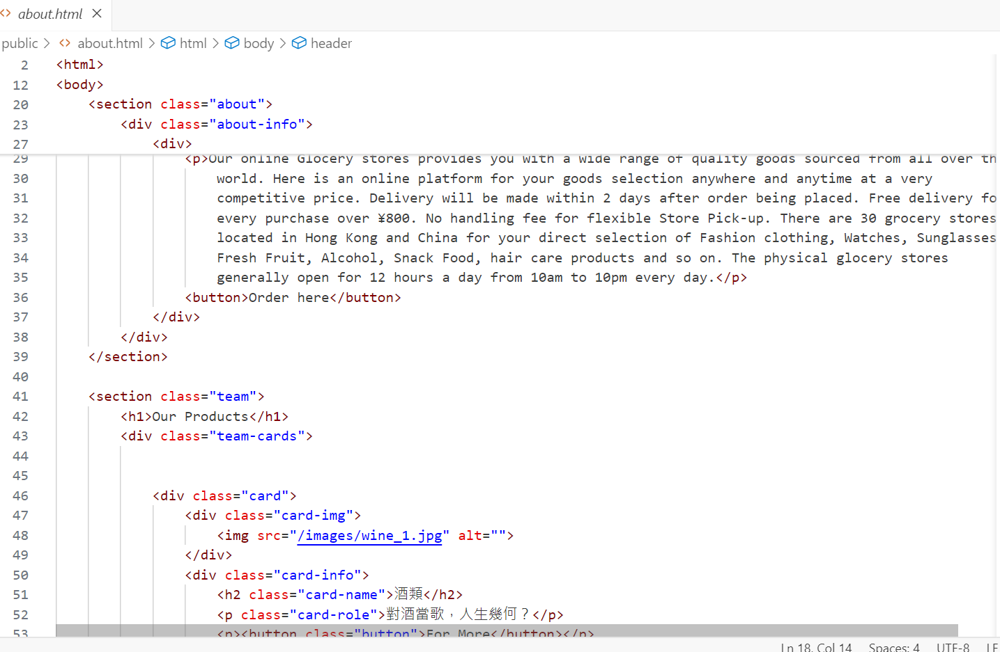 about.html
public > about.html > html > body > header
2 <html>
12 <body>
20 <section class="about">
23 <div class="about-info">
27 <div>
29 <p>Our online Glocery stores provides you with a wide range of quality goods sourced from all over th
30 world. Here is an online platform for your goods selection anywhere and anytime at a very
31 competitive price. Delivery will be made within 2 days after order being placed. Free delivery fo
32 every purchase over ¥800. No handling fee for flexible Store Pick-up. There are 30 grocery stores
33 located in Hong Kong and China for your direct selection of Fashion clothing, Watches, Sunglasses
34 Fresh Fruit, Alcohol, Snack Food, hair care products and so on. The physical glocery stores
35 generally open for 12 hours a day from 10am to 10pm every day.</p>
36 <button>Order here</button>
37 </div>
38 </div>
39 </section>
40
41 <section class="team">
42 <h1>Our Products</h1>
43 <div class="team-cards">
44
45
46 <div class="card">
47 <div class="card-img">
48 <img src="/images/wine_1.jpg" alt="">
49 </div>
50 <div class="card-info">
51 <h2 class="card-name">酒類</h2>
52 <p class="card-role">對酒當歌，人生幾何？</p>
53 <p><button class="button">For More</button></p>
Ln 18, Col 14 Spaces: 4 UTF-8 LF